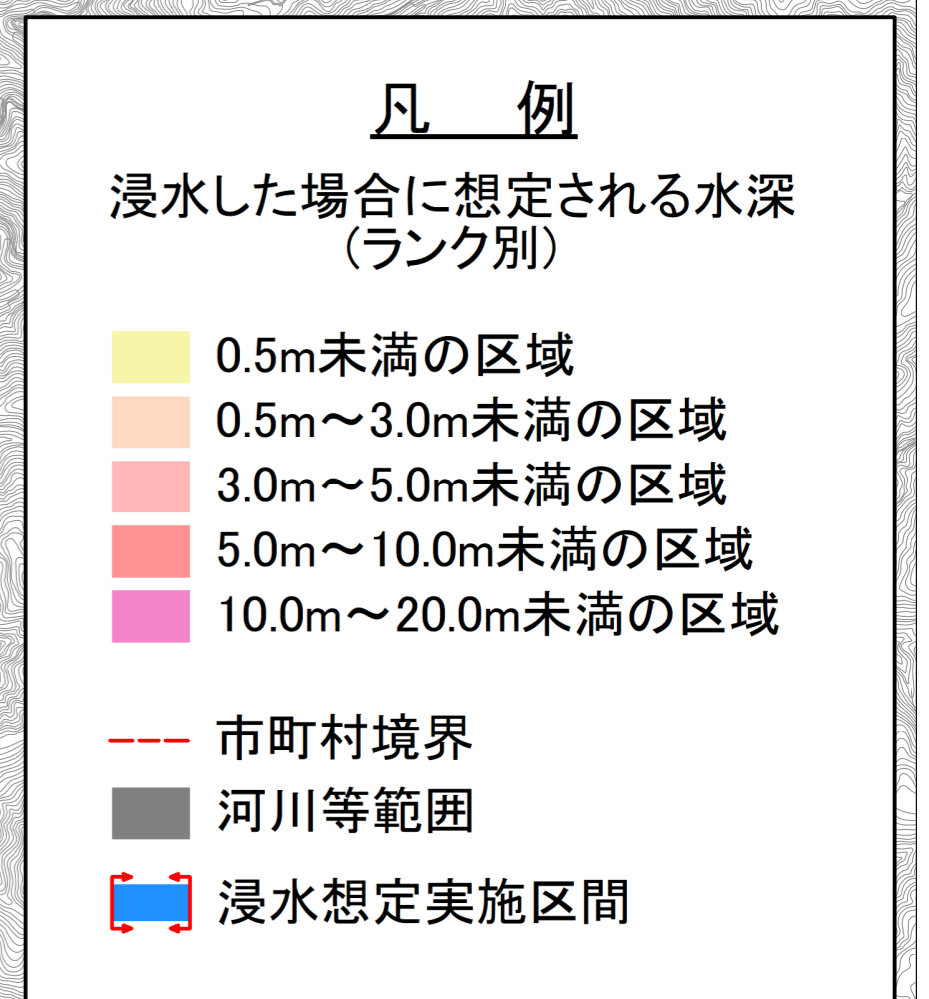 凡　例
浸水した場合に想定される水深
(ランク別)
0.5m未満の区域
0.5m～3.0m未満の区域
3.0m～5.0m未満の区域
5.0m～10.0m未満の区域
10.0m～20.0m未満の区域
市町村境界
河川等範囲
浸水想定実施区間